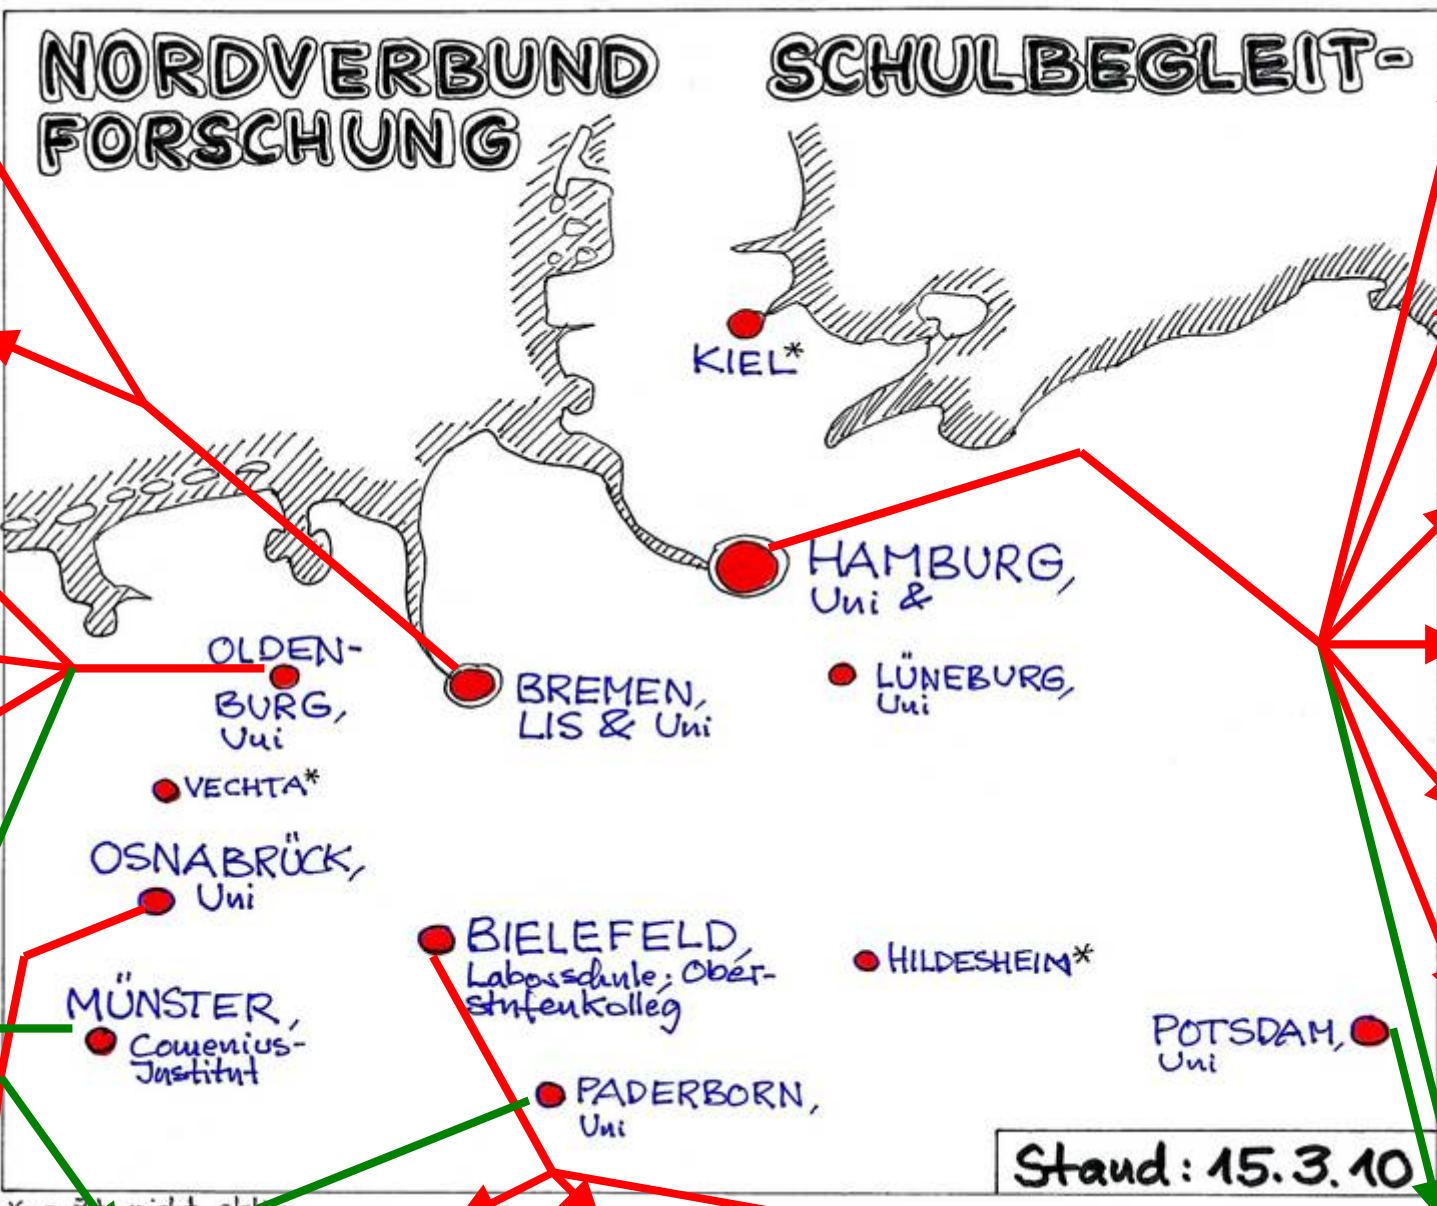 NORDVERBUND SCHULBEGLEIT-
FORSCHUNG
KIEL*
HAMBURG,
Uni &
OLDEN-
BURG,
Uni
BREMEN,
LIS & Uni
LÜNEBURG,
Uni
VECHTA*
OSNABRÜCK,
Uni
BIELEFELD,
Laborschule; Ober-
stufenkolleg
HILDESHEIM*
MÜNSTER,
Comenius-
Institut
POTSDAM,
Uni
PADERBORN,
Uni
Stand: 15.3.10